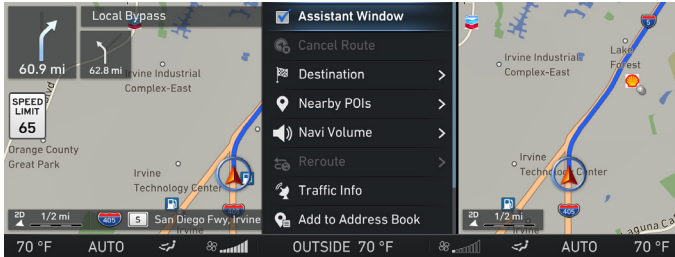 Local Bypass
60.9 mi
62.8 mi
Irvine Industrial
Complex-East
SPEED
LIMIT
65
Orange County
Great Park
Irvine
Technology Center
2D
1/2 mi
405
S
San Diego Fwy, Irvine
405
Assistant Window
Cancel Route
Destination
Nearby POIs
Navi Volume
Reroute
Traffic Info
Add to Address Book
5
Lake
Forest
Irvine Industrial
Complex-East
Irvine
Technology Center
2D
1/2 mi
405
Irvine
70 °F
AUTO
OUTSIDE 70 °F
AUTO
70 °F